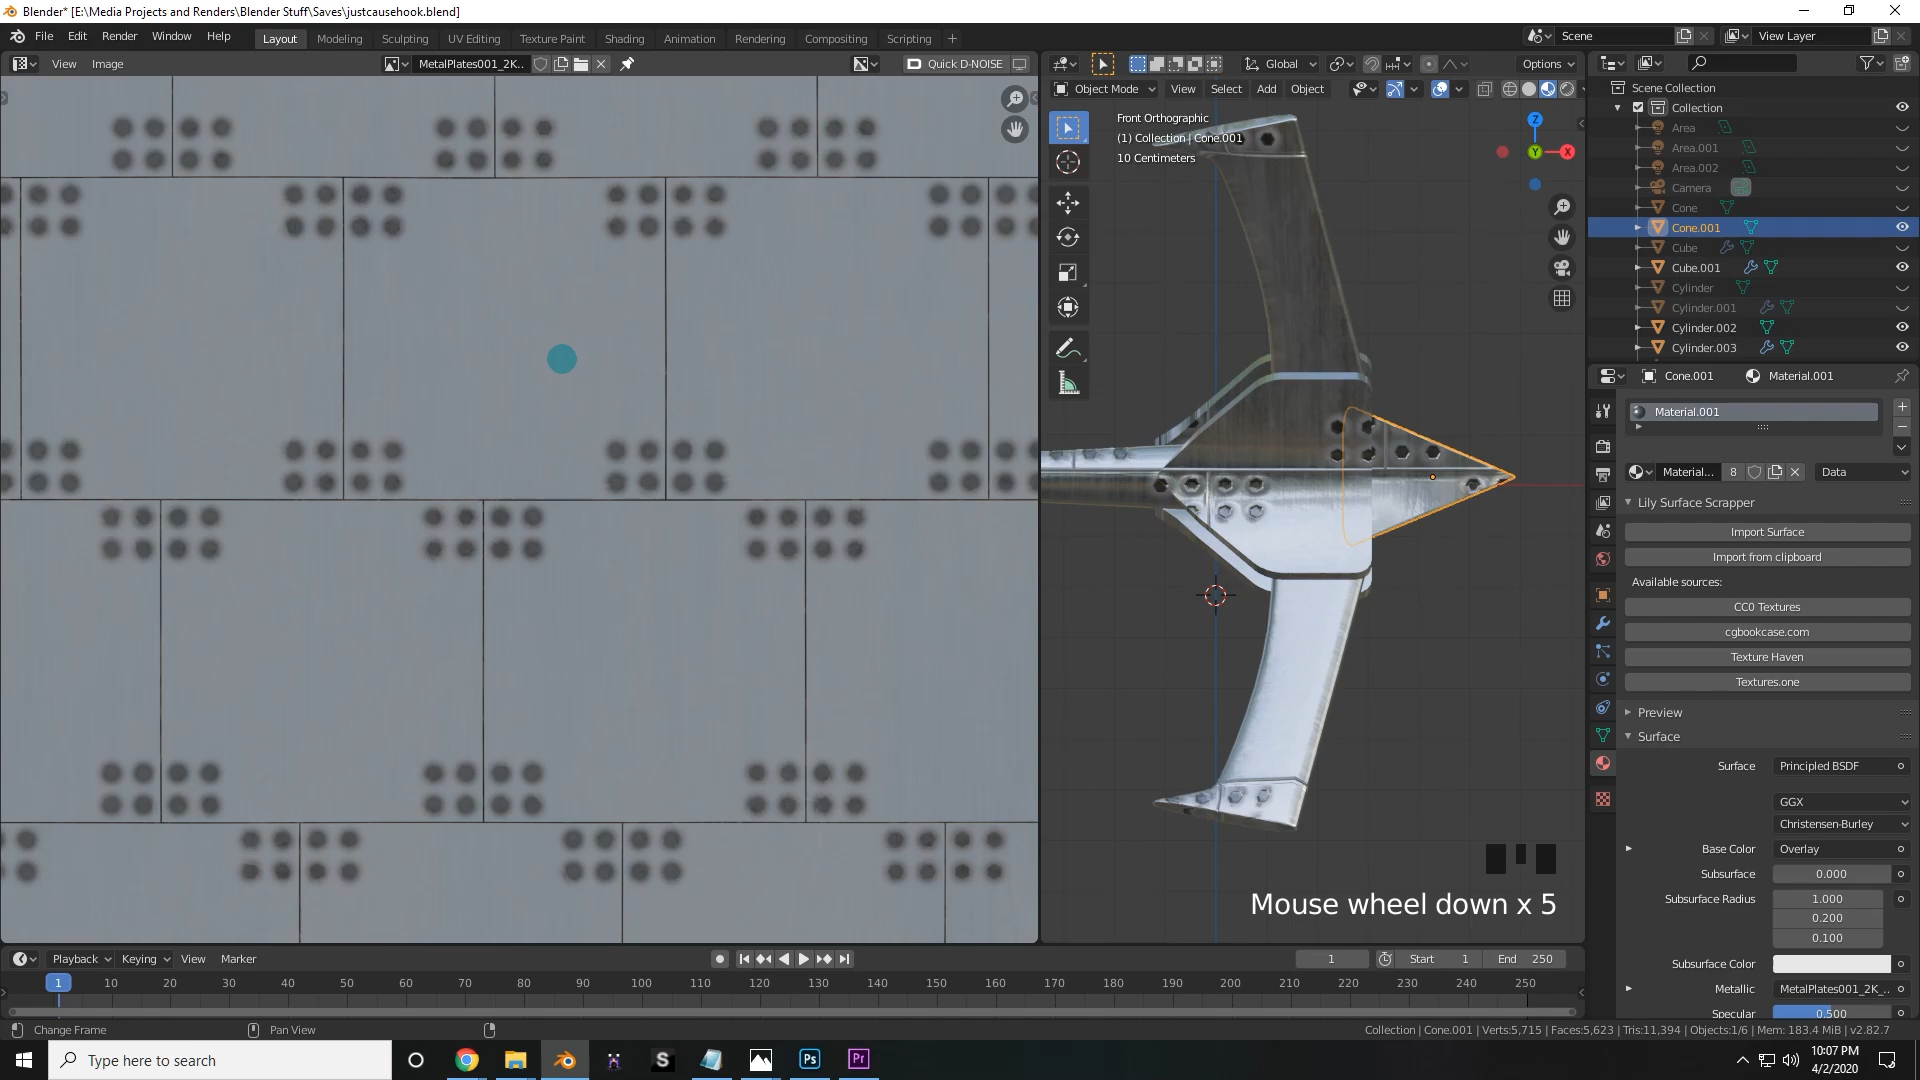 Blender* [E:\Media Projects and Renders\Blender Stuff\Saves\justcausehook.blend]
File Edit Render Window Help Layout Modeling Sculpting UV Editing Texture Paint Shading Animation Rendering Compositing Scripting + Scene View Layer
View Image MetalPlates001_2K.. Quick D-NOISE Global Options
Object Mode View Select Add Object
Scene Collection
Collection
Area
Area.001
Area.002
Camera
Cone
Cone.001
Cube
Cube.001
Cylinder
Cylinder.001
Cylinder.002
Cylinder.003
Front Orthographic
(1) Collection | Cone.001
10 Centimeters
Z
Y
X
Cone.001 Material.001
Material.001
Material... 8 Data
Lily Surface Scrapper
Import Surface
Import from clipboard
Available sources:
CC0 Textures
cgbookcase.com
Texture Haven
Textures.one
Preview
Surface
Surface Principled BSDF
GGX
Christensen-Burley
Base Color Overlay
Subsurface 0.000
Subsurface Radius 1.000
0.200
0.100
Subsurface Color
Metallic MetalPlates001_2K_..
Specular 0.500
Mouse wheel down x 5
Playback Keying View Marker 1 Start 1 End 250
1 10 20 30 40 50 60 70 80 90 100 110 120 130 140 150 160 170 180 190 200 210 220 230 240 250
Change Frame Pan View Collection | Cone.001 | Verts:5,715 | Faces:5,623 | Tris:11,394 | Objects:1/6 | Mem: 183.4 MiB | v2.82.7
Type here to search S Ps Pr 10:07 PM
4/2/2020